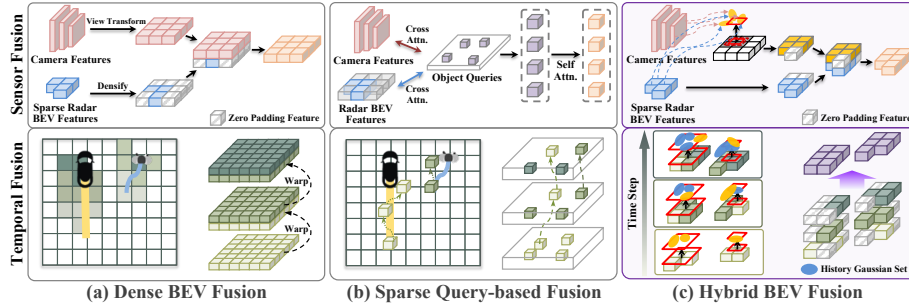 Sensor Fusion
View Transform
Camera Features
Densify
Sparse Radar
BEV Features
Zero Padding Feature
Cross
Attn.
Camera Features
Object Queries
Self
Attn.
Radar BEV
Features
Cross
Attn.
Camera Features
Sparse Radar
BEV Features
Zero Padding Feature
Temporal Fusion
Warp
Warp
Time Step
History Gaussian Set
(a) Dense BEV Fusion
(b) Sparse Query-based Fusion
(c) Hybrid BEV Fusion